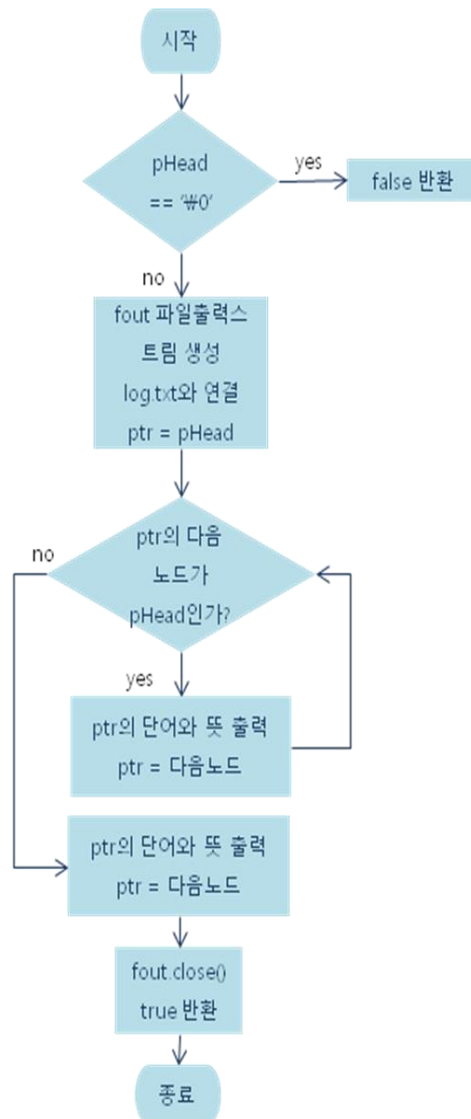 시작
pHead
== '₩0'
yes
false 반환
no
fout 파일출력스
트림 생성
log.txt와 연결
ptr = pHead
no
ptr의 다음
노드가
pHead인가?
yes
ptr의 단어와 뜻 출력
ptr = 다음노드
ptr의 단어와 뜻 출력
ptr = 다음노드
fout.close()
true 반환
종료